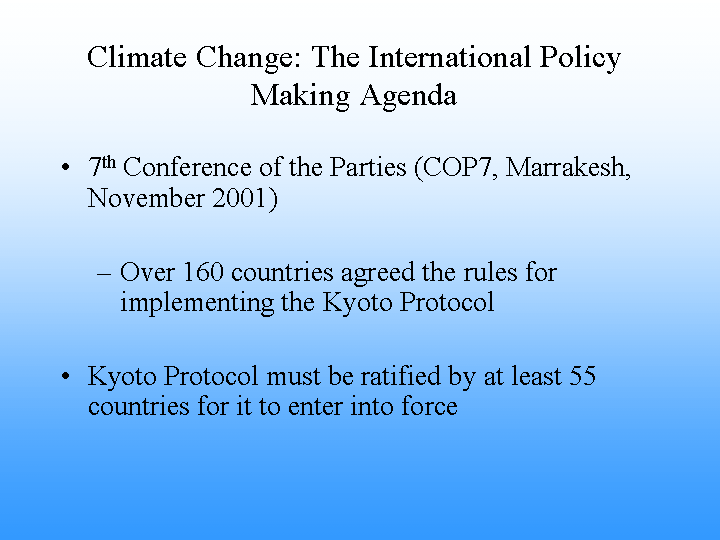 Climate Change: The International Policy
Making Agenda
• 7th Conference of the Parties (COP7, Marrakesh,
November 2001)
– Over 160 countries agreed the rules for
implementing the Kyoto Protocol
• Kyoto Protocol must be ratified by at least 55
countries for it to enter into force